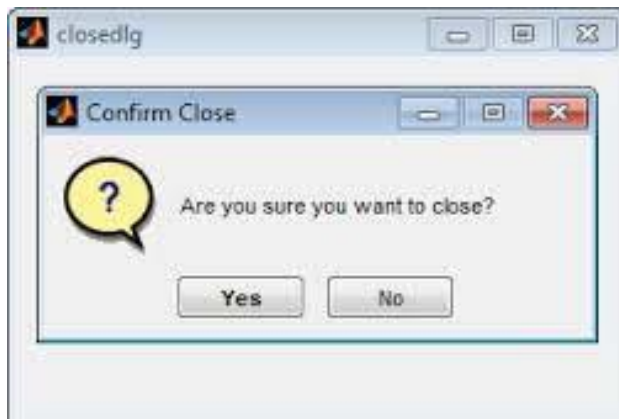 closedlg
Confirm Close
?
Are you sure you want to close?
Yes
No